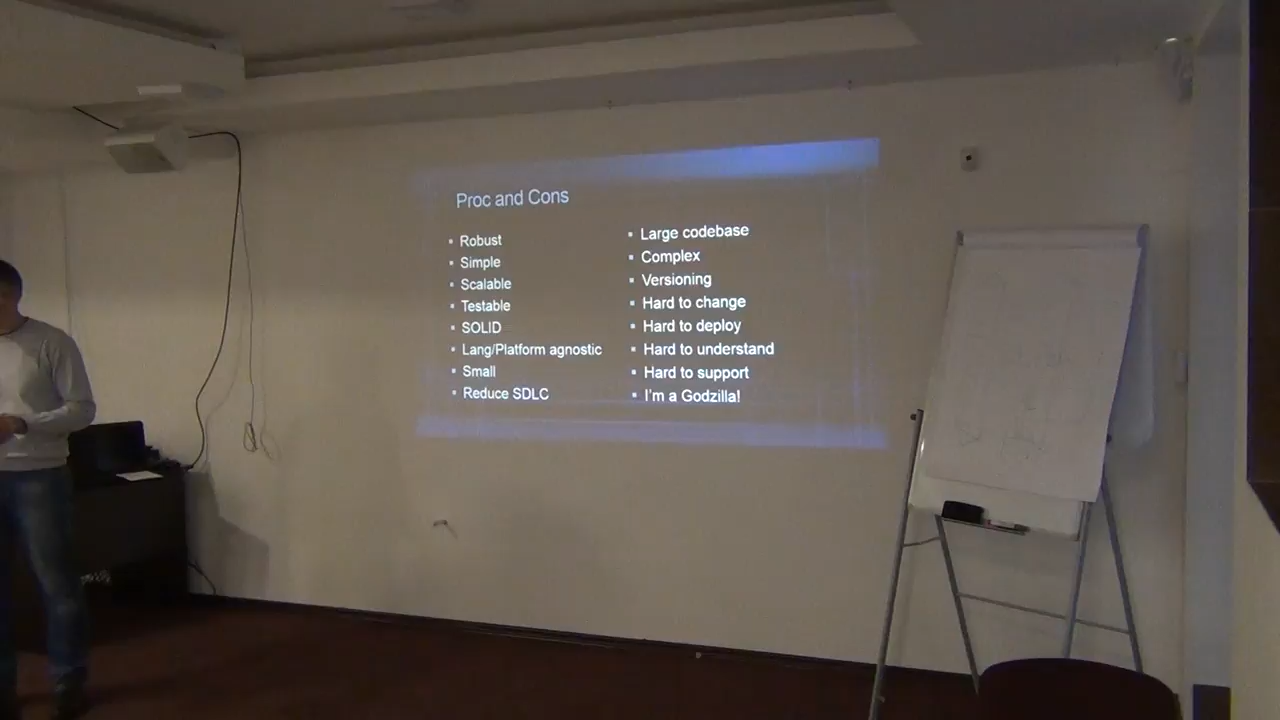 Proc and Cons
▪ Robust
▪ Simple
▪ Scalable
▪ Testable
▪ SOLID
▪ Lang/Platform agnostic
▪ Small
▪ Reduce SDLC
▪ Large codebase
▪ Complex
▪ Versioning
▪ Hard to change
▪ Hard to deploy
▪ Hard to understand
▪ Hard to support
▪ I'm a Godzilla!